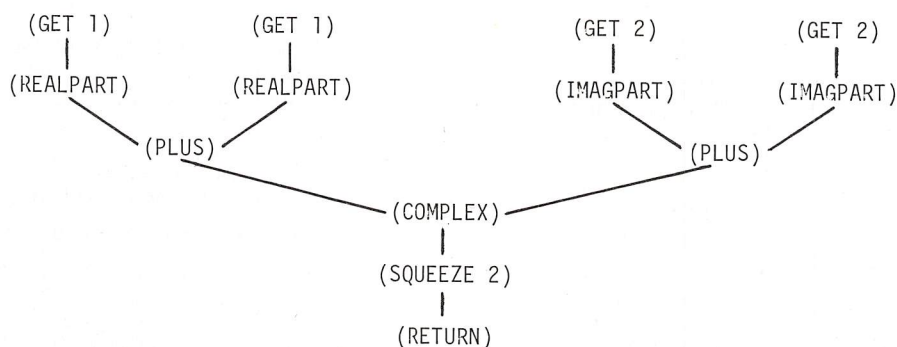 (GET 1) (GET 1) (GET 2) (GET 2)
(REALPART) (REALPART) (IMAGPART) (IMAGPART)
(PLUS) (PLUS)
(COMPLEX)
(SQUEEZE 2)
(RETURN)